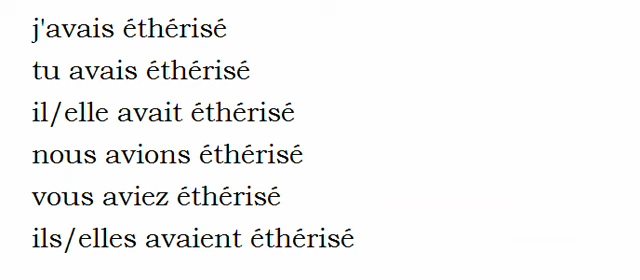 j'avais éthérisé
tu avais éthérisé
il/elle avait éthérisé
nous avions éthérisé
vous aviez éthérisé
ils/elles avaient éthérisé